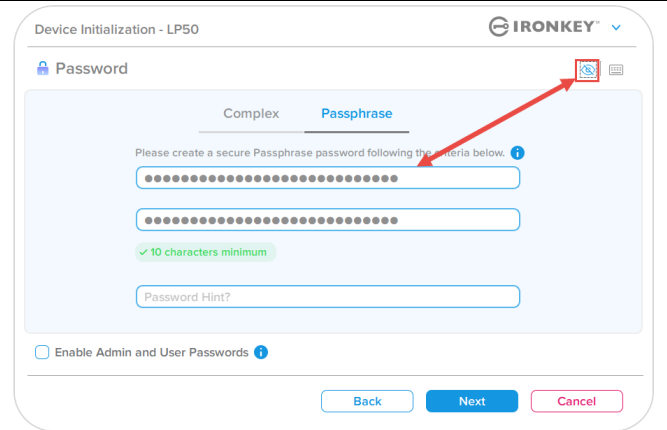 Device Initialization - LP50
IRONKEY™
Password
Complex
Passphrase
Please create a secure Passphrase password following the criteria below.
●●●●●●●●●●●●●●●●●●●●●●●●●●●●
●●●●●●●●●●●●●●●●●●●●●●●●●●●●
✓ 10 characters minimum
Password Hint?
Enable Admin and User Passwords
Back
Next
Cancel